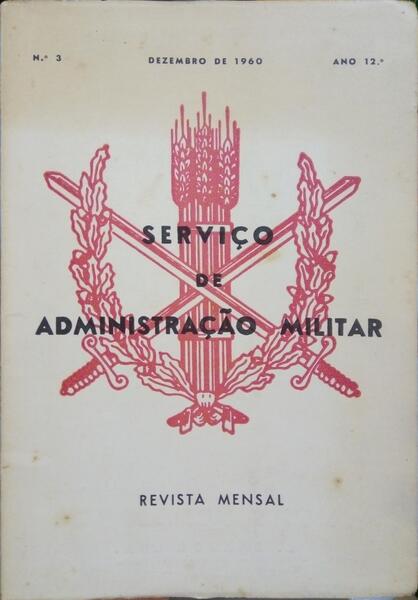 N.º 3 DEZEMBRO DE 1960 ANO 12.º
SERVIÇO
DE
ADMINISTRAÇÃO MILITAR
REVISTA MENSAL